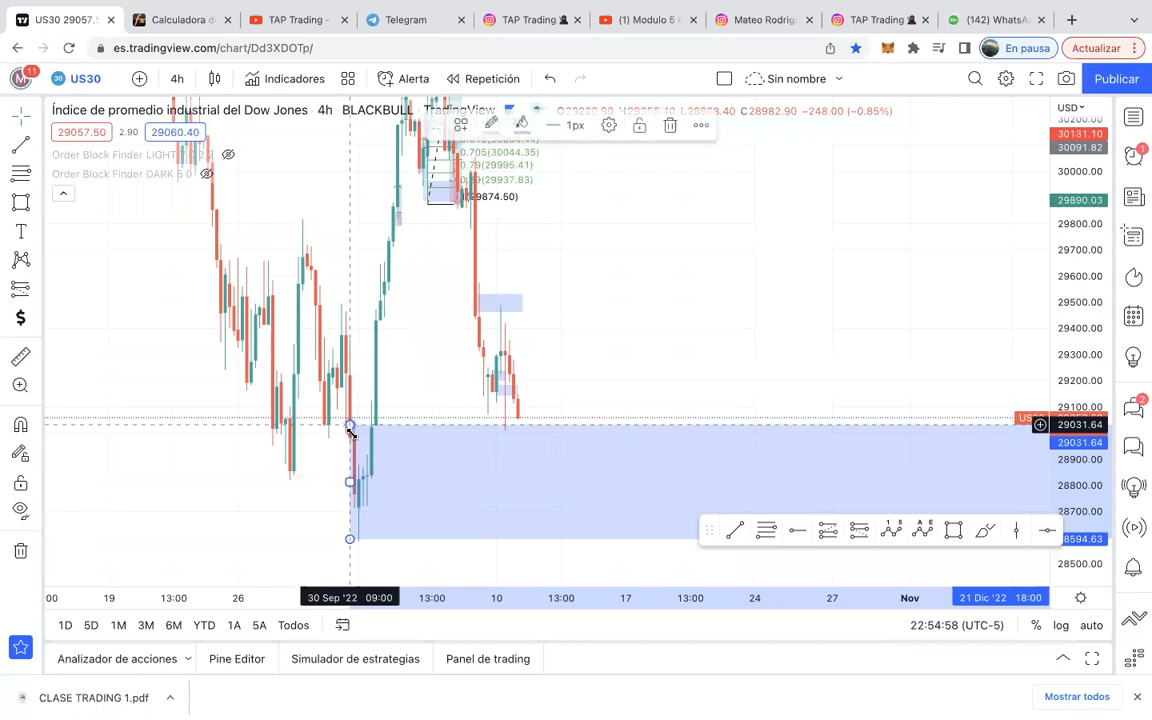 US30 29057.5
Calculadora d
TAP Trading -
Telegram
TAP Trading
(1) Modulo 5
Mateo Rodrig
TAP Trading
(142) WhatsA
es.tradingview.com/chart/Dd3XDOTp/
En pausa
Actualizar
M
11
30
US30
4h
Indicadores
Alerta
Repetición
Sin nombre
Publicar
Índice de promedio industrial del Dow Jones 4h BLACKBULL TradingView
C28982.90 −248.00 (−0.85%)
29057.50
2.90
29060.40
1px
Order Block Finder LIGHT
Order Block Finder DARK 5 0
0.705(30044.35)
0.79(29995.41)
(29937.83)
(29874.50)
USD
30200.00
30131.10
30091.82
30000.00
29890.03
29800.00
29700.00
29600.00
29500.00
29400.00
29300.00
29200.00
29100.00
29031.64
29031.64
28900.00
28800.00
28700.00
28594.63
28500.00
1
2
:00
19
13:00
26
30 Sep '22 09:00
13:00
10
13:00
17
13:00
24
27
Nov
21 Dic '22 18:00
1D
5D
1M
3M
6M
YTD
1A
5A
Todos
22:54:58 (UTC-5)
%
log
auto
Analizador de acciones
Pine Editor
Simulador de estrategias
Panel de trading
CLASE TRADING 1.pdf
Mostrar todos